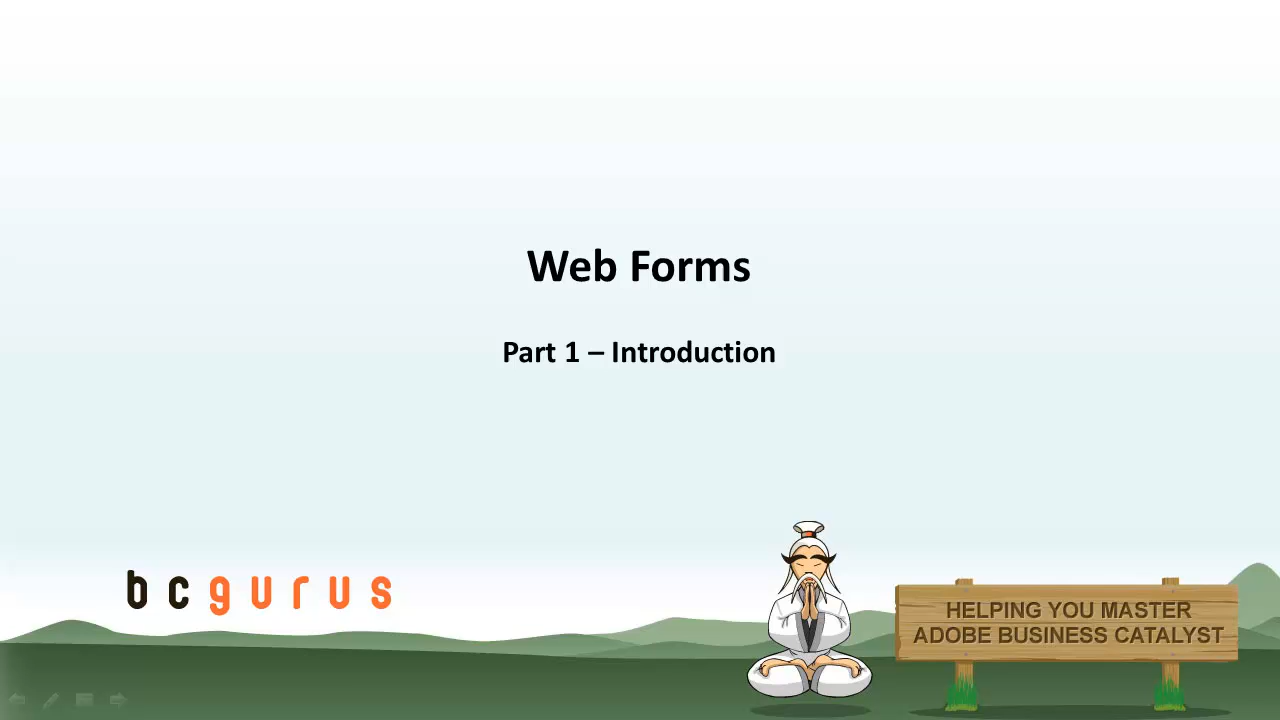 Web Forms
Part 1 – Introduction
bcgurus
HELPING YOU MASTER
ADOBE BUSINESS CATALYST